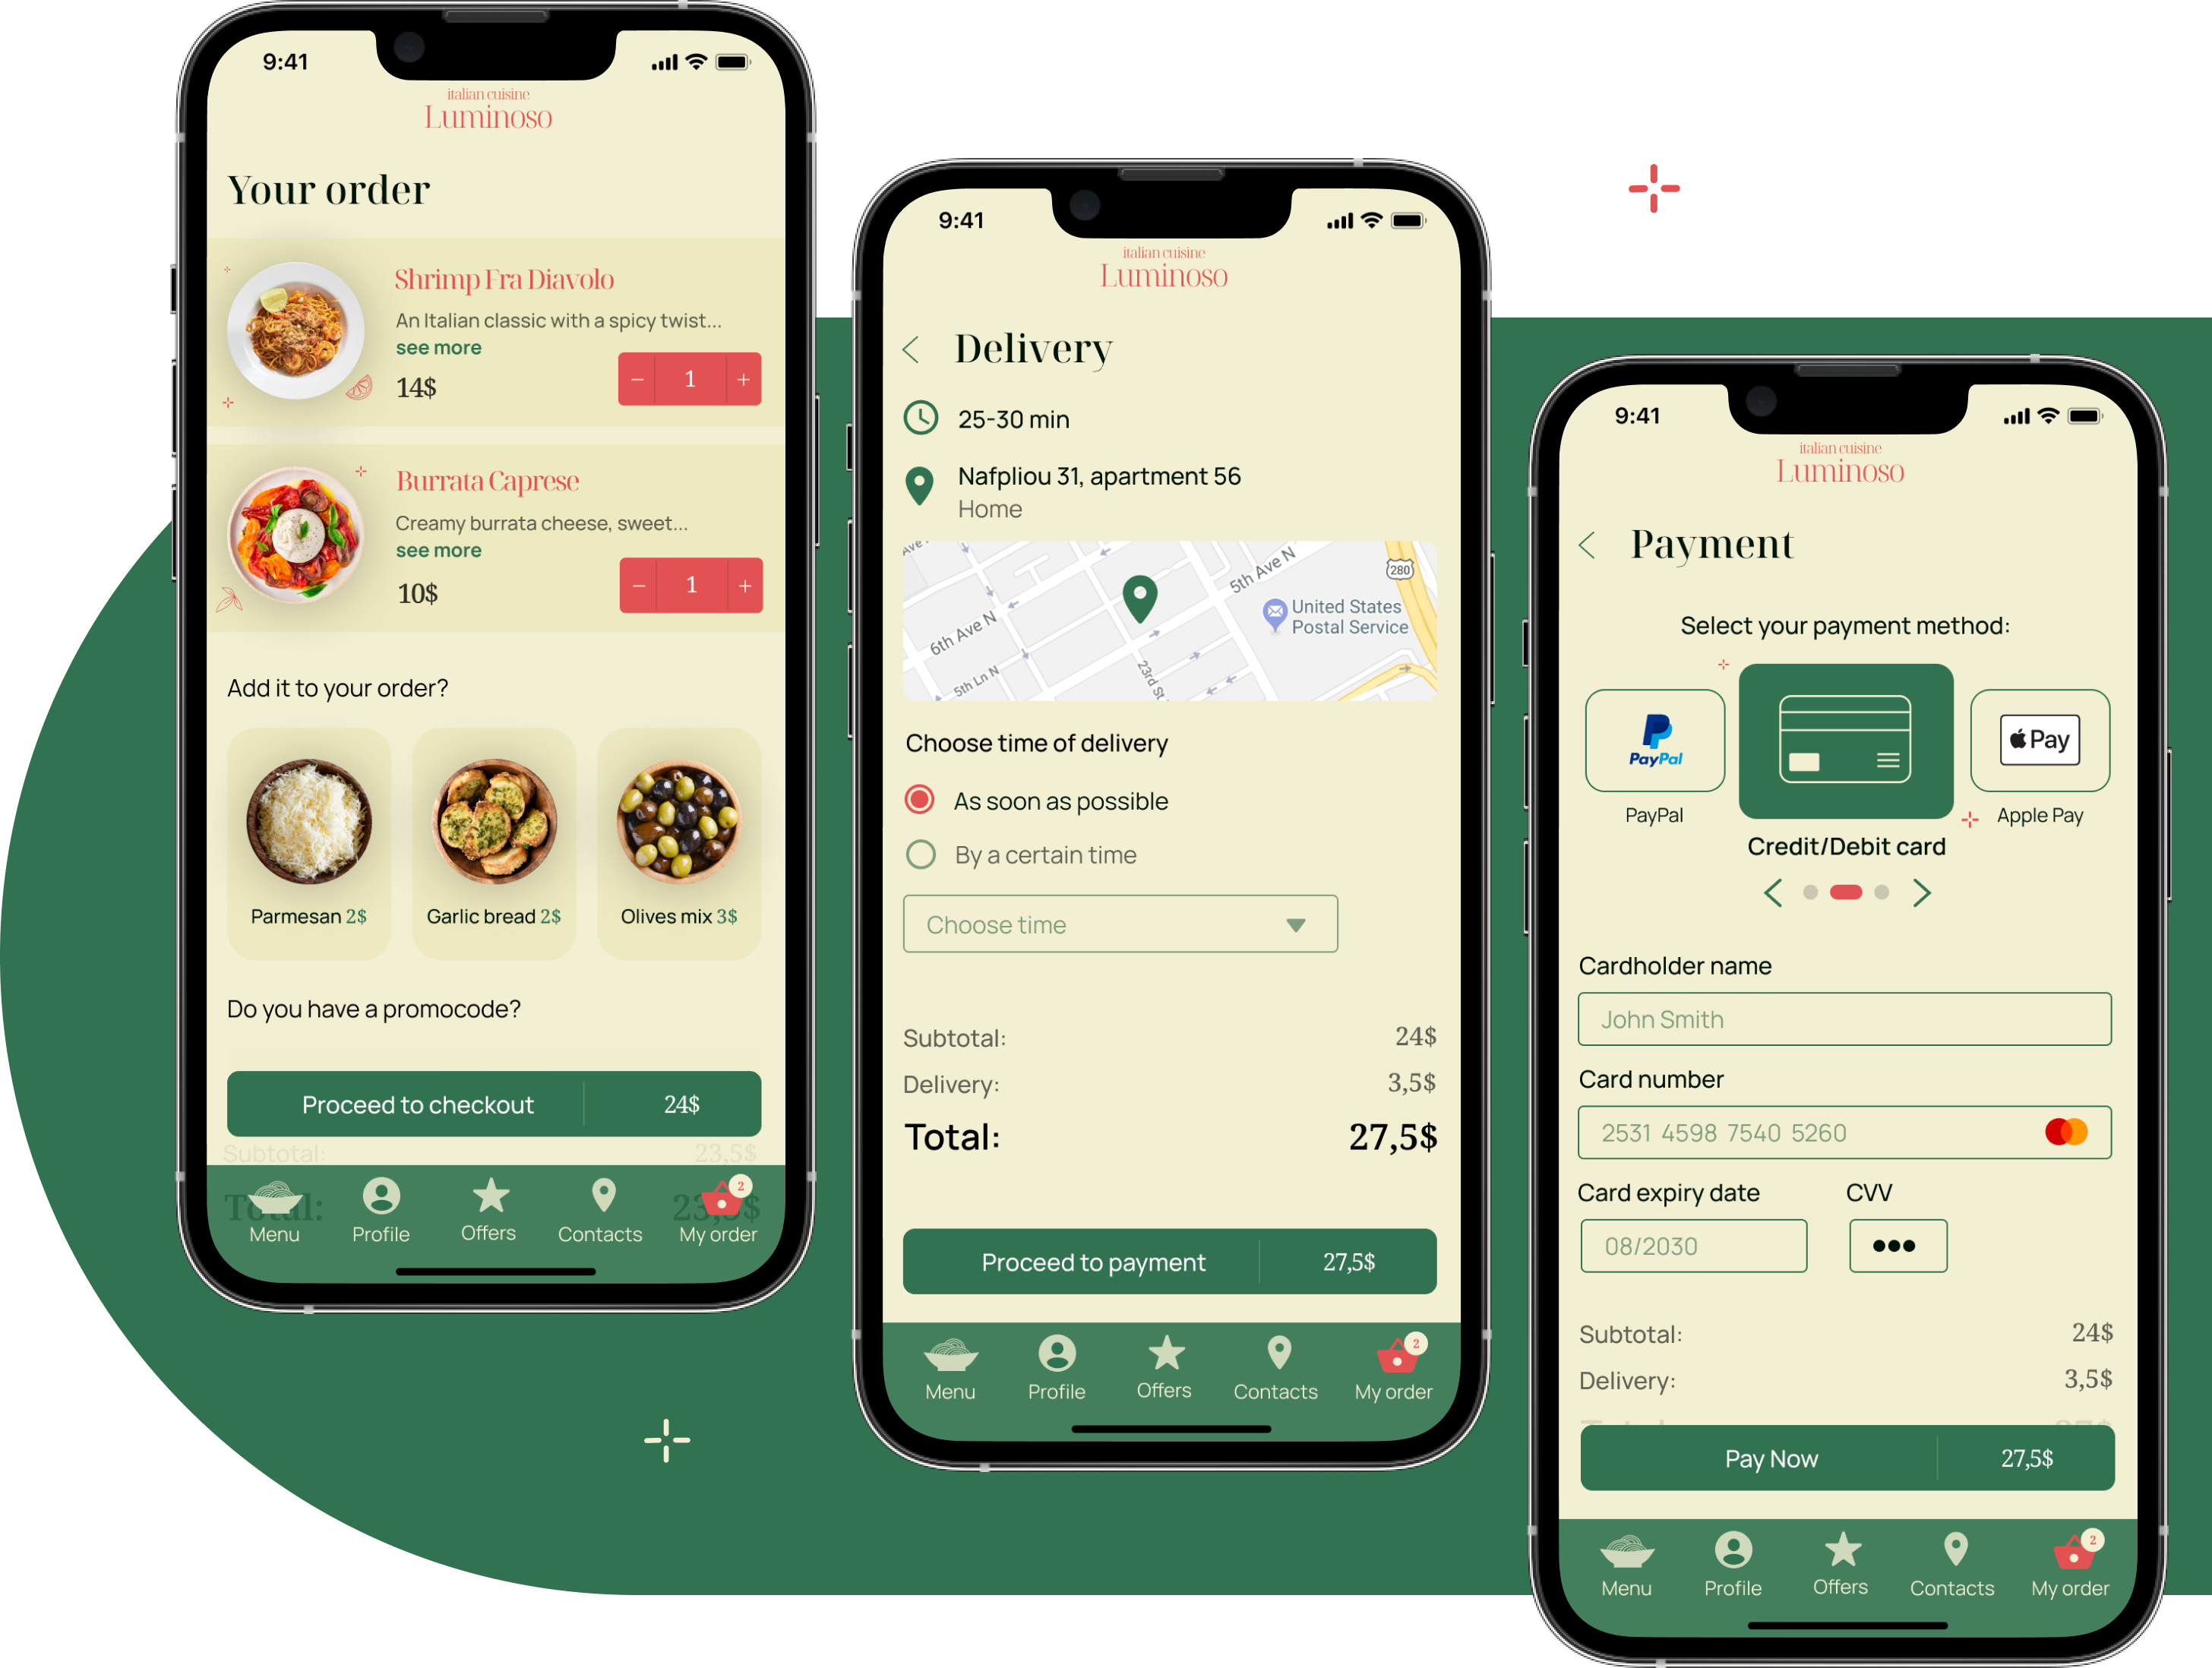 9:41
italian cuisine
Luminoso
Your order
Shrimp Fra Diavolo
An Italian classic with a spicy twist...
see more
14$
− 1 +
Burrata Caprese
Creamy burrata cheese, sweet...
see more
10$
− 1 +
Add it to your order?
Parmesan 2$
Garlic bread 2$
Olives mix 3$
Do you have a promocode?
Proceed to checkout 24$
Subtotal: 23,5$
Total: 23,5$
2
Menu Profile Offers Contacts My order
9:41
italian cuisine
Luminoso
Delivery
25-30 min
Nafpliou 31, apartment 56
Home
Ave
5th Ave N
280
6th Ave N
United States
Postal Service
5th Ln N
23rd St
Choose time of delivery
As soon as possible
By a certain time
Choose time
Subtotal: 24$
Delivery: 3,5$
Total: 27,5$
Proceed to payment 27,5$
2
Menu Profile Offers Contacts My order
9:41
italian cuisine
Luminoso
Payment
Select your payment method:
PayPal
Pay
PayPal
Apple Pay
Credit/Debit card
Cardholder name
John Smith
Card number
2531 4598 7540 5260
Card expiry date CVV
08/2030
Subtotal: 24$
Delivery: 3,5$
Pay Now 27,5$
2
Menu Profile Offers Contacts My order